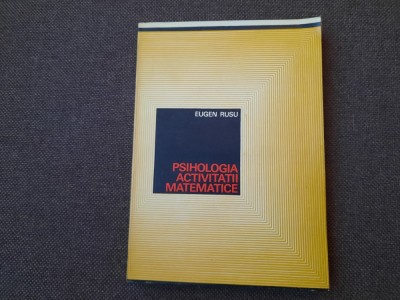 EUGEN RUSU
PSIHOLOGIA
ACTIVITATII
MATEMATICE